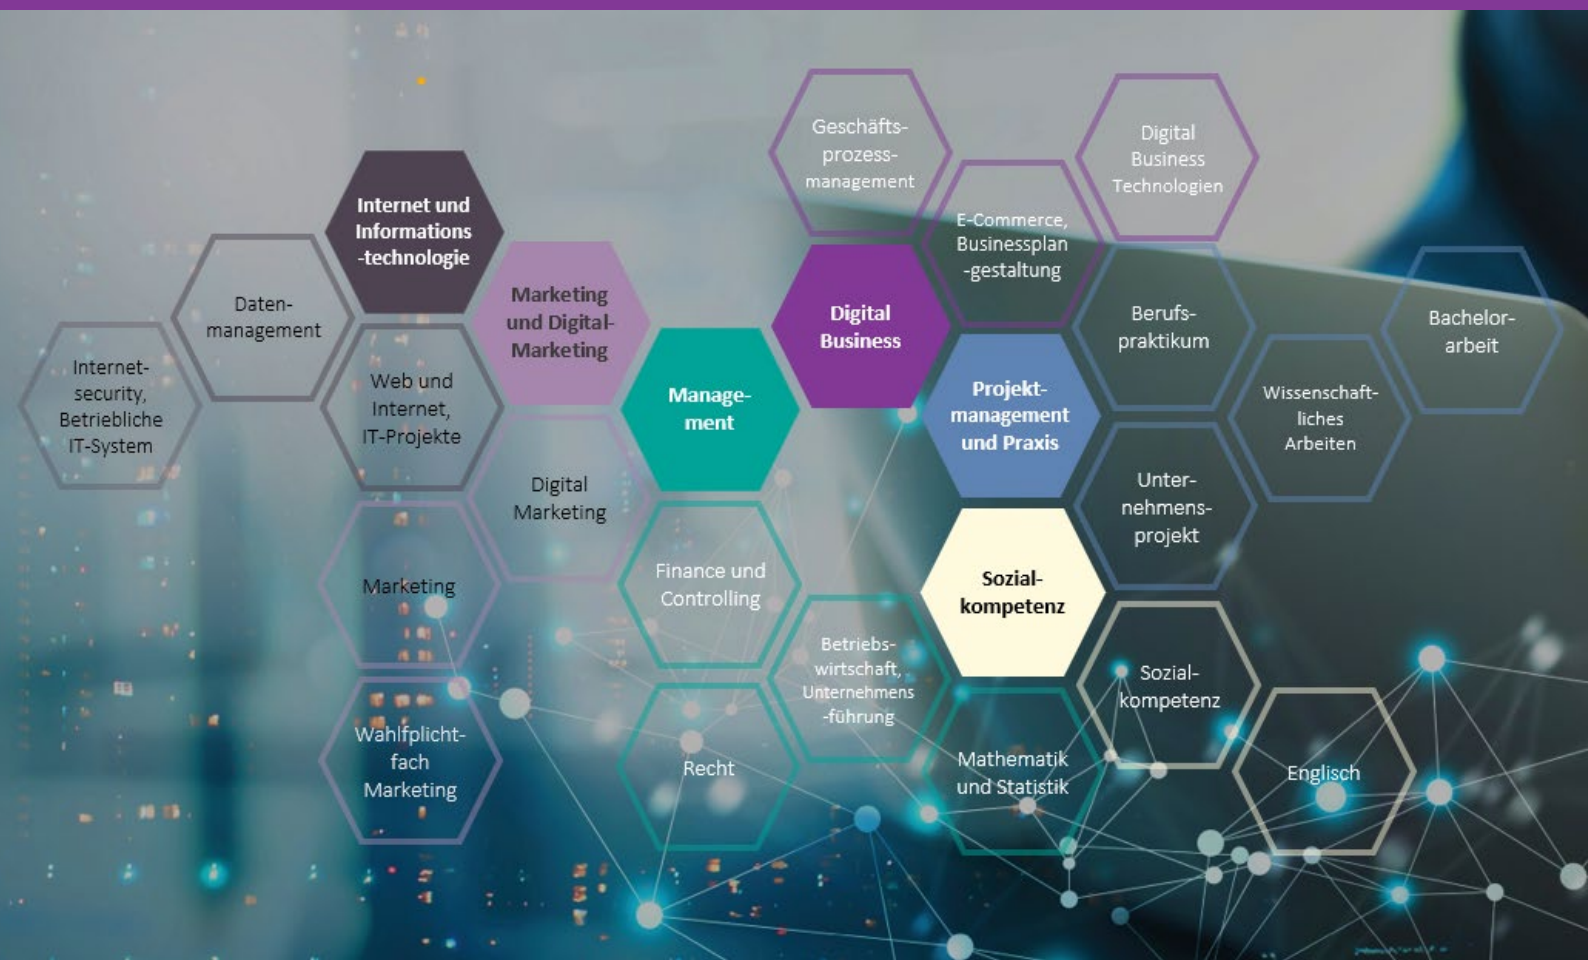 Internet-
security,
Betriebliche
IT-System
Daten-
management
Internet und
Informations
-technologie
Web und
Internet,
IT-Projekte
Marketing
und Digital-
Marketing
Digital
Marketing
Marketing
Wahlfplicht-
fach
Marketing
Manage-
ment
Finance und
Controlling
Recht
Betriebs-
wirtschaft,
Unternehmens
-führung
Mathematik
und Statistik
Geschäfts-
prozess-
management
Digital
Business
E-Commerce,
Businessplan
-gestaltung
Digital
Business
Technologien
Projekt-
management
und Praxis
Berufs-
praktikum
Unter-
nehmens-
projekt
Wissenschaft-
liches
Arbeiten
Bachelor-
arbeit
Sozial-
kompetenz
Sozial-
kompetenz
Englisch